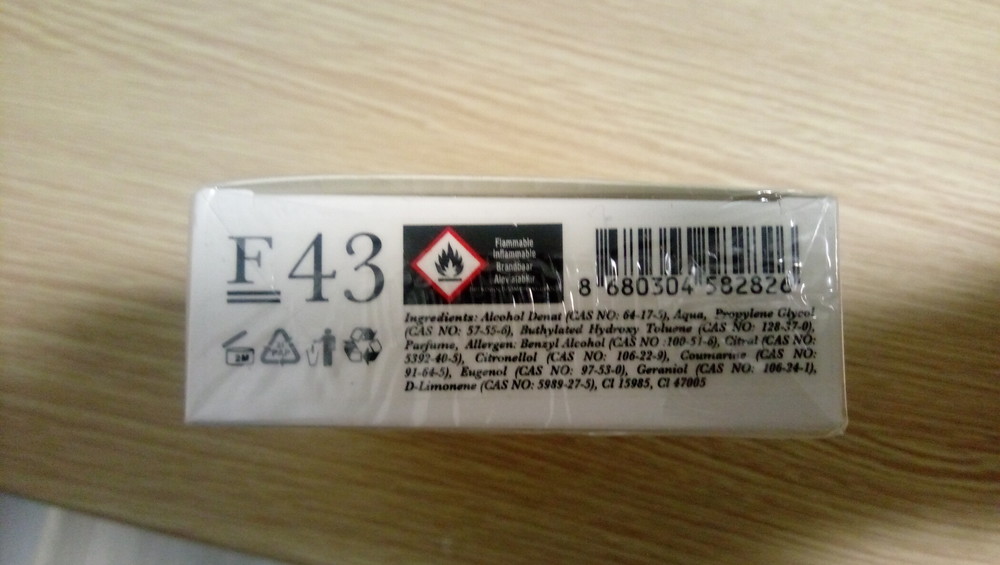 F 43
Flammable
Inflammable
Brandbaar
8 680304 582826
Ingredients: Alcohol Denat (CAS NO: 64-17-5), Aqua, Propylene Glycol
(CAS NO: 57-55-6), Buthylated Hydroxy Toluene (CAS NO: 128-37-0),
Parfume, Allergen: Benzyl Alcohol (CAS NO :100-51-6), Citral (CAS NO:
5392-40-5), Citronellol (CAS NO: 106-22-9), Coumarine (CAS NO:
91-64-5), Eugenol (CAS NO: 97-53-0), Geraniol (CAS NO: 106-24-1),
D-Limonene (CAS NO: 5989-27-5), CI 15985, CI 47005